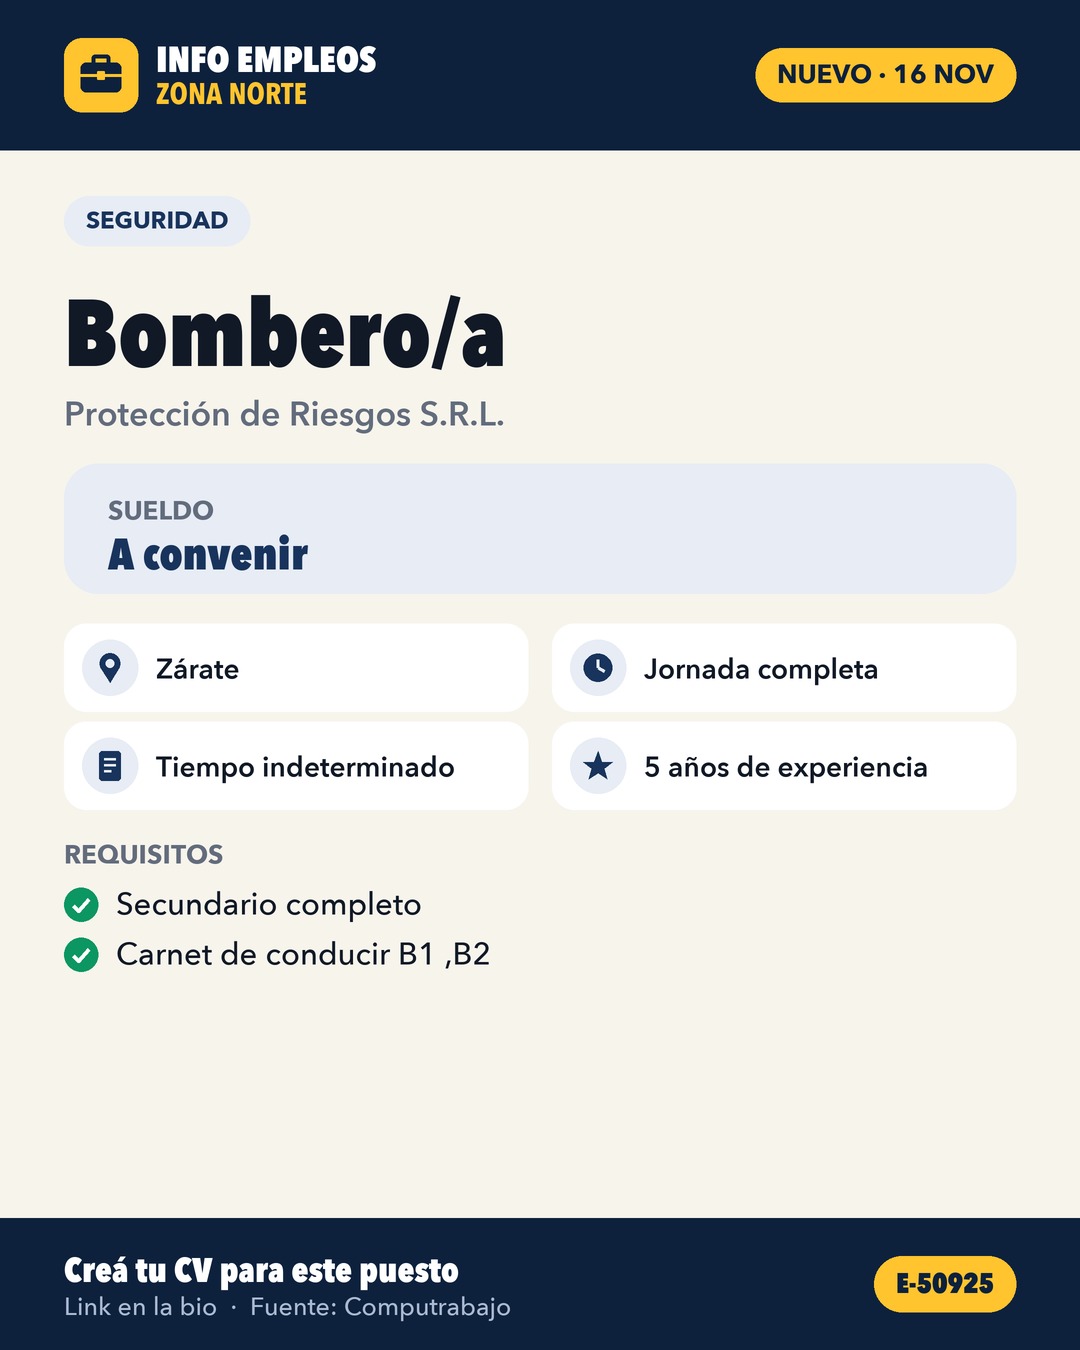 INFO EMPLEOS
ZONA NORTE
NUEVO · 16 NOV
SEGURIDAD
Bombero/a
Protección de Riesgos S.R.L.
SUELDO
A convenir
Zárate
Jornada completa
Tiempo indeterminado
5 años de experiencia
REQUISITOS
Secundario completo
Carnet de conducir B1 ,B2
Creá tu CV para este puesto
Link en la bio · Fuente: Computrabajo
E-50925